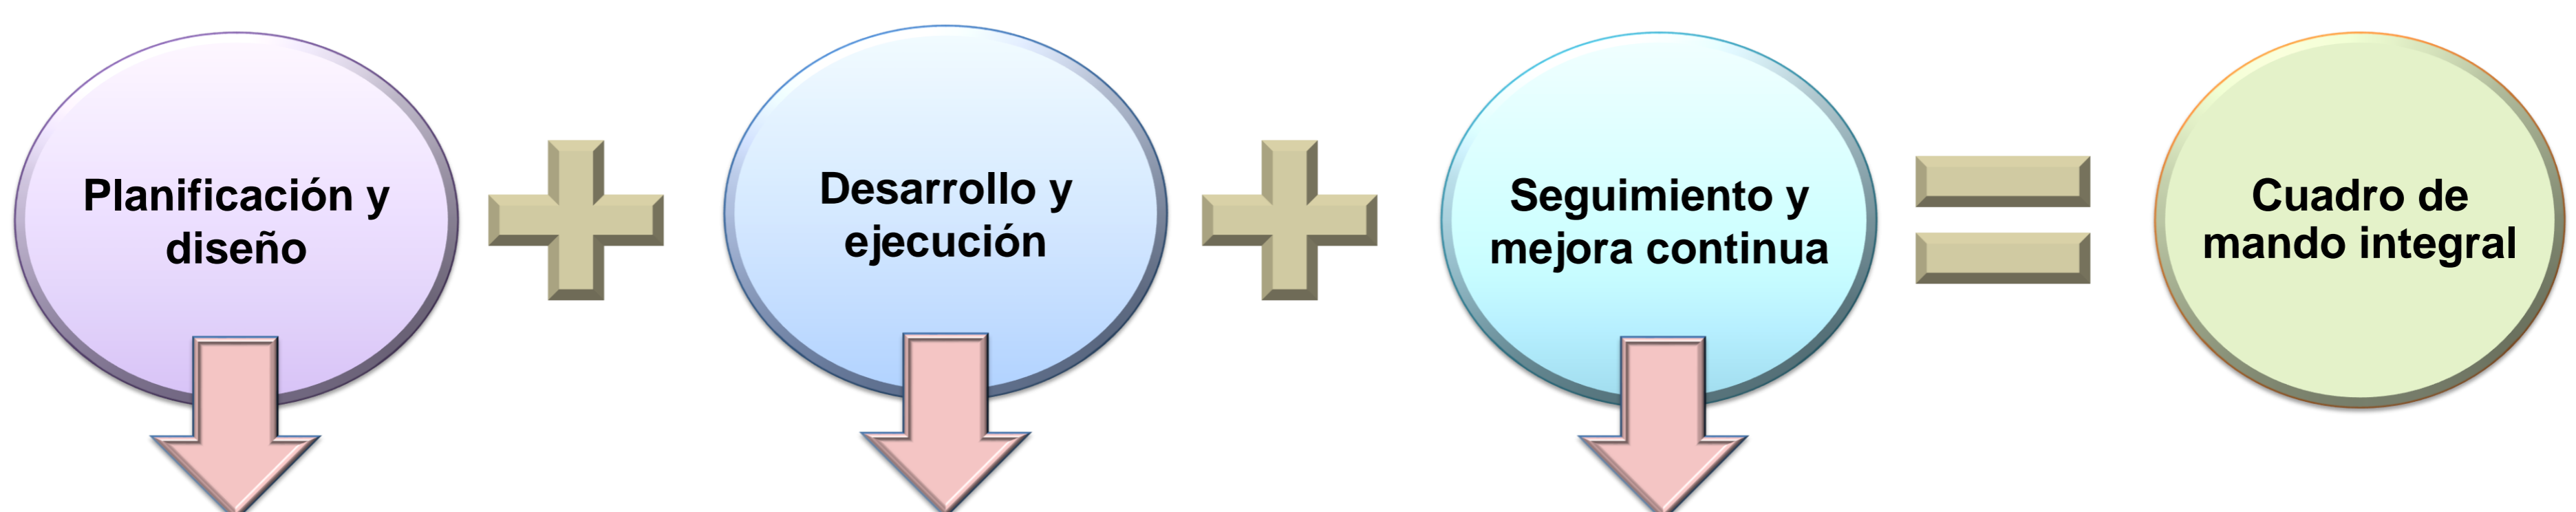 Planificación y
diseño
Desarrollo y
ejecución
Seguimiento y
mejora continua
Cuadro de
mando integral